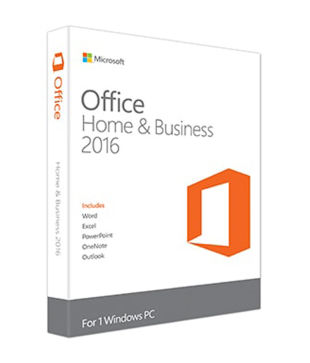 Office
Home & Business 2016
Microsoft
Office
Home & Business
2016
Includes
Word
Excel
PowerPoint
OneNote
Outlook
For 1 Windows PC